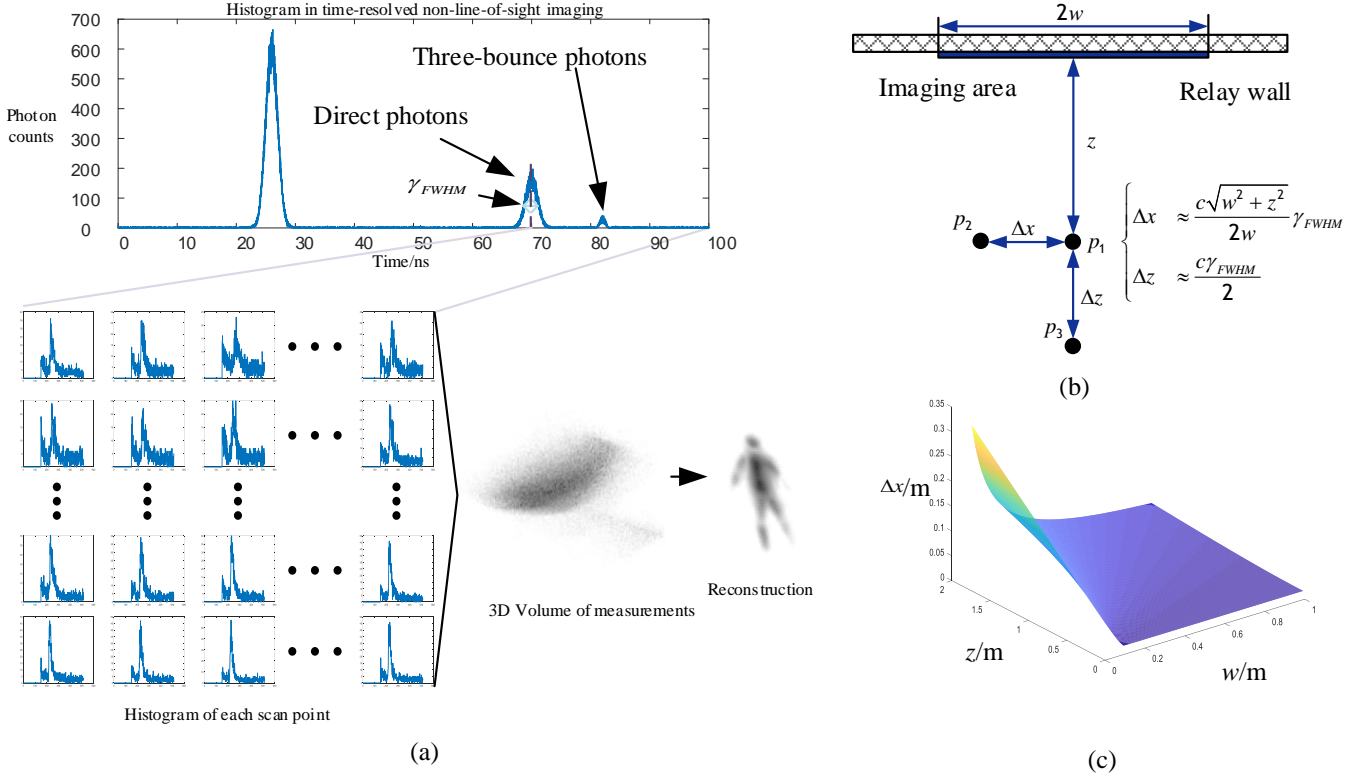 Histogram in time-resolved non-line-of-sight imaging
700
600
500
400
300
200
100
0
Photon
counts
Three-bounce photons
Direct photons
γFWHM
0 10 20 30 40 50 60 70 80 90 100
Time/ns
Histogram of each scan point
3D Volume of measurements
Reconstruction
(a)
2w
Imaging area
Relay wall
z
p2
Δx
p1
Δz
p3
Δx ≈ c√(w² + z²) / 2w γFWHM
Δz ≈ cγFWHM / 2
(b)
0.35
0.3
0.25
0.2
0.15
0.1
0.05
0
Δx/m
2
1.5
1
0.5
0
z/m
0
0.2
0.4
0.6
0.8
1
w/m
(c)